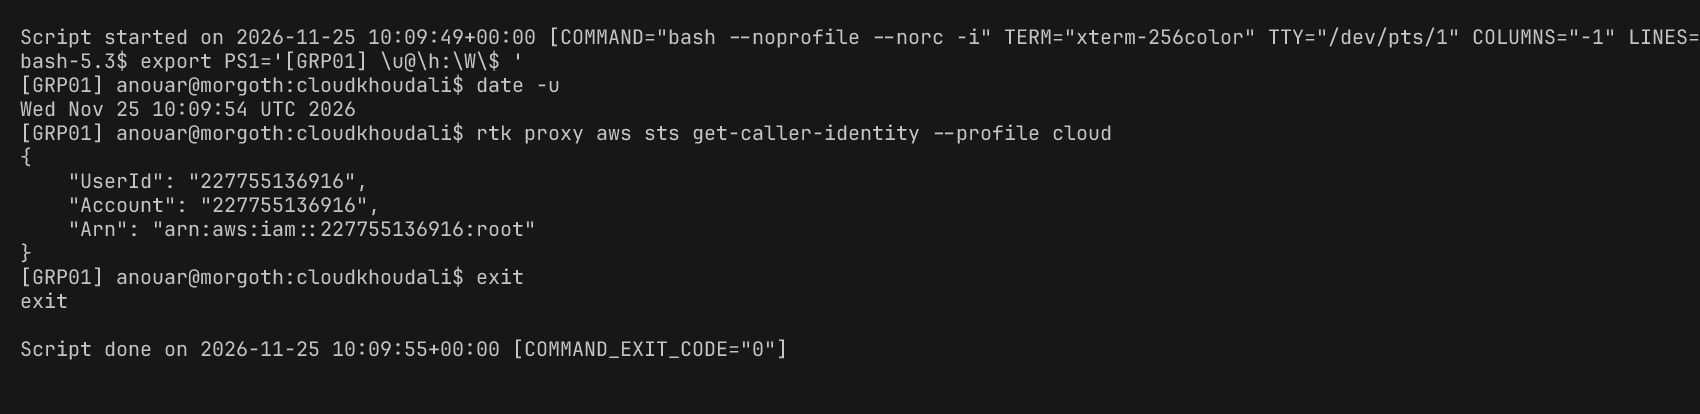 Script started on 2026-11-25 10:09:49+00:00 [COMMAND="bash --noprofile --norc -i" TERM="xterm-256color" TTY="/dev/pts/1" COLUMNS="-1" LINES=
bash-5.3$ export PS1='[GRP01] \u@\h:\W\$ '
[GRP01] anouar@morgoth:cloudkhoudali$ date -u
Wed Nov 25 10:09:54 UTC 2026
[GRP01] anouar@morgoth:cloudkhoudali$ rtk proxy aws sts get-caller-identity --profile cloud
{
    "UserId": "227755136916",
    "Account": "227755136916",
    "Arn": "arn:aws:iam::227755136916:root"
}
[GRP01] anouar@morgoth:cloudkhoudali$ exit
exit

Script done on 2026-11-25 10:09:55+00:00 [COMMAND_EXIT_CODE="0"]